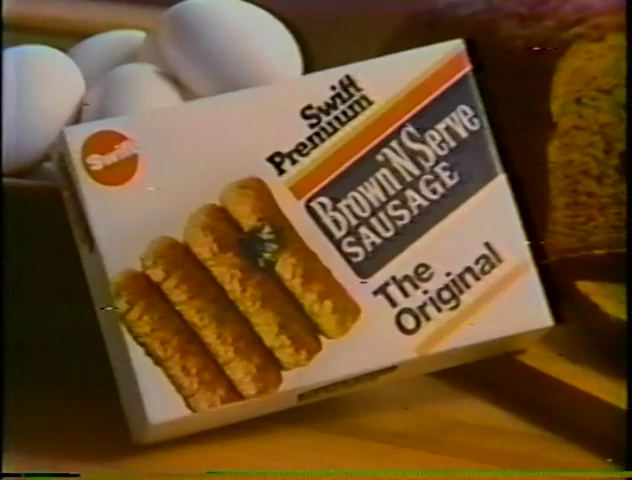 Swift
Swift
Premium
Brown'N Serve
SAUSAGE
The
Original